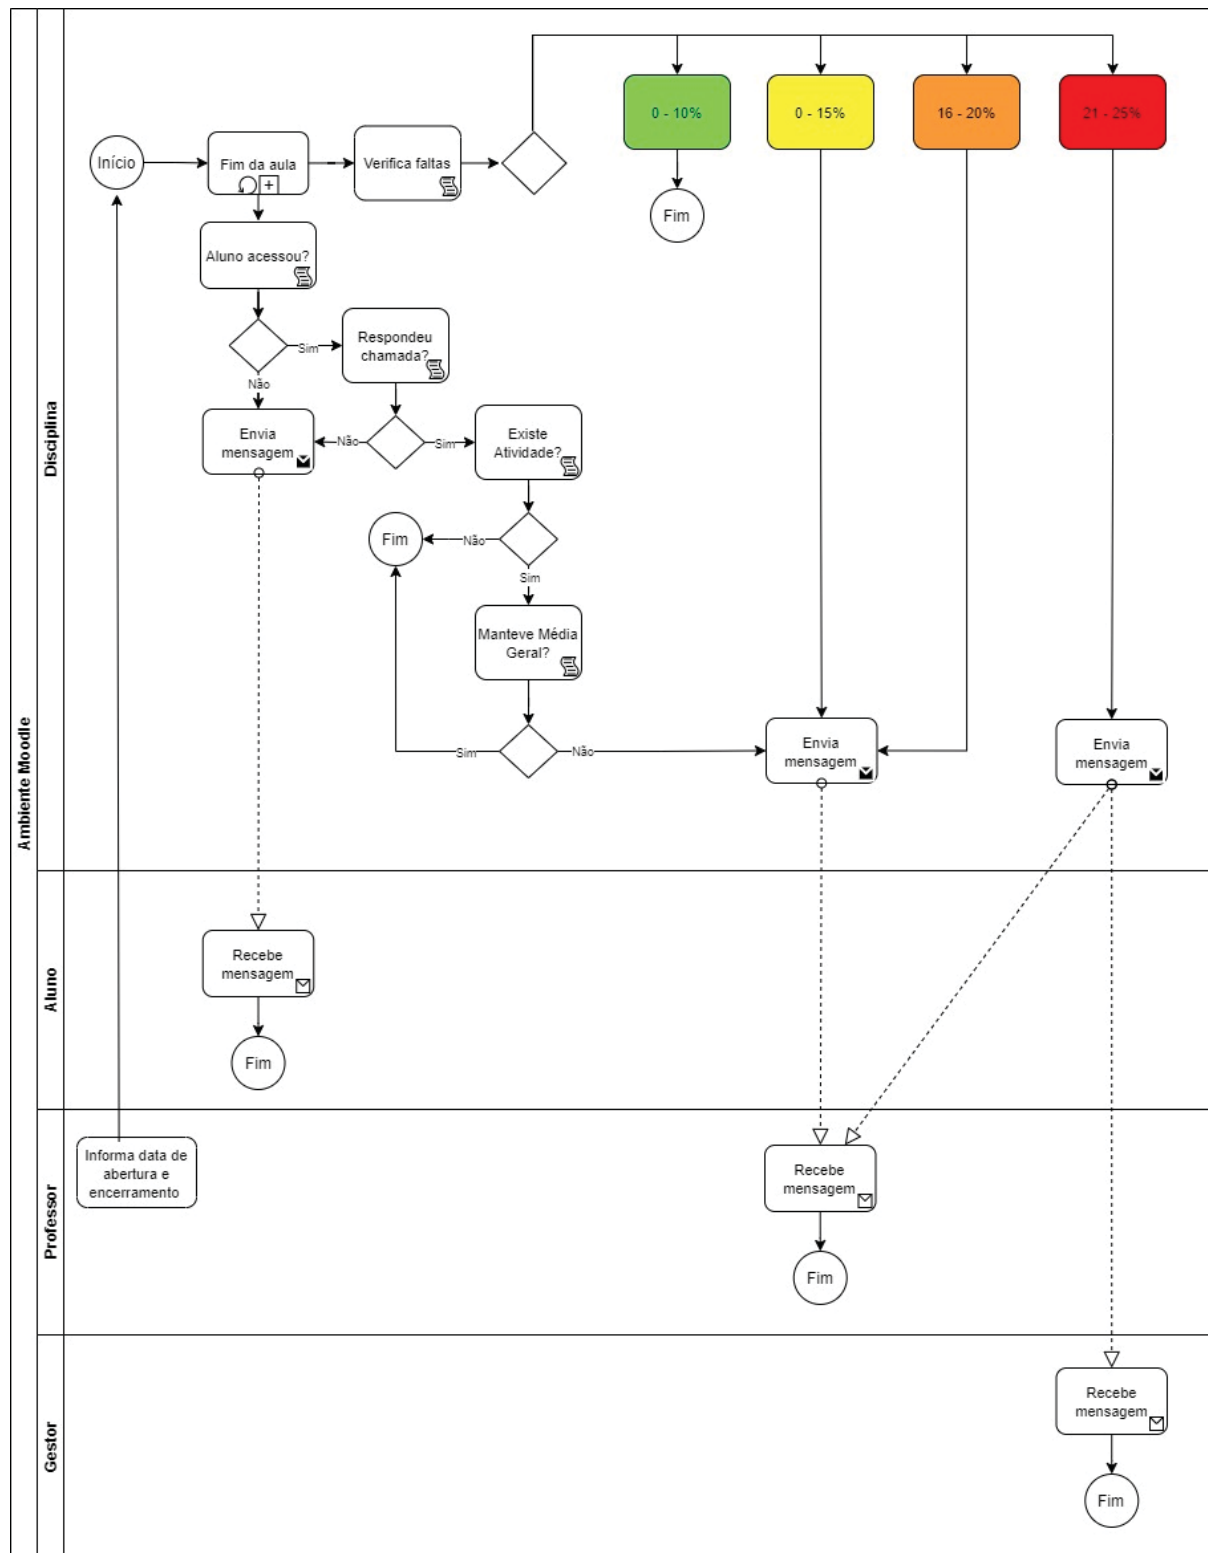 Ambiente Moodle
Disciplina
Início
Fim da aula
Verifica faltas
0 - 10%
0 - 15%
16 - 20%
21 - 25%
Fim
Aluno acessou?
Sim
Não
Respondeu
chamada?
Envia
mensagem
Não
Sim
Existe
Atividade?
Fim
Não
Sim
Manteve Média
Geral?
Sim
Não
Envia
mensagem
Envia
mensagem
Aluno
Recebe
mensagem
Fim
Professor
Informa data de
abertura e
encerramento
Recebe
mensagem
Fim
Gestor
Recebe
mensagem
Fim